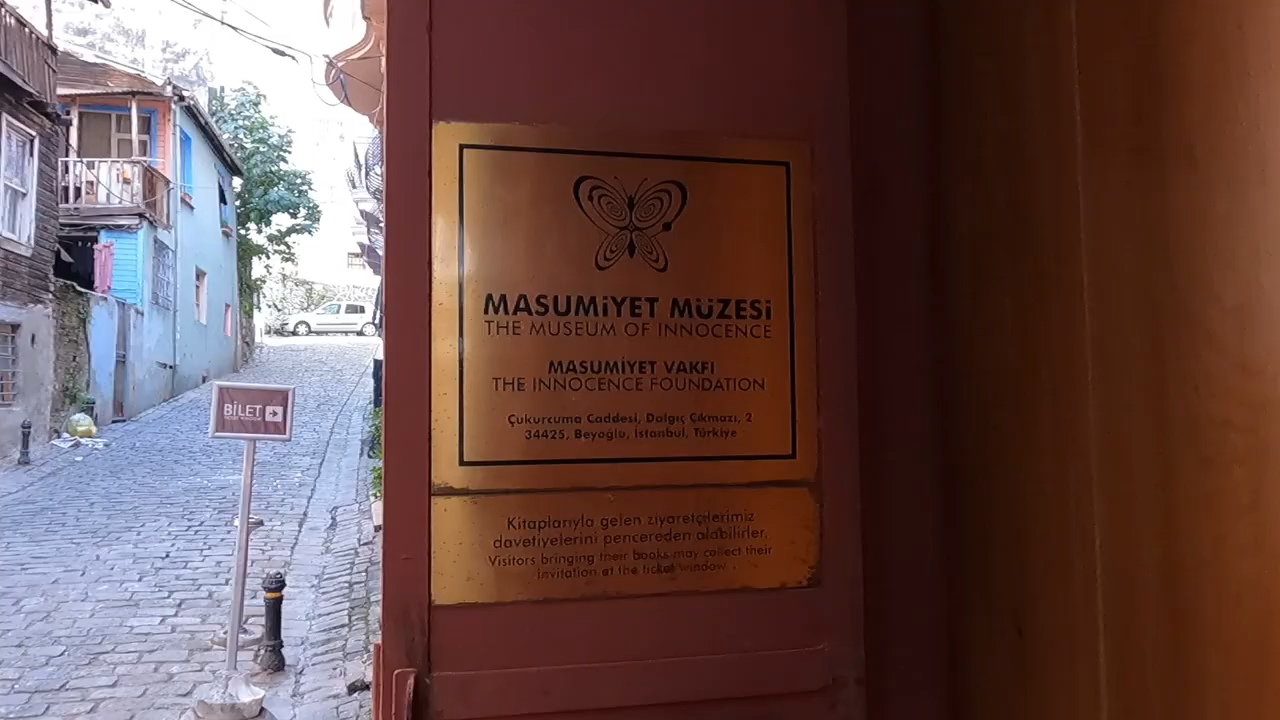 BİLET
MASUMİYET MÜZESİ
THE MUSEUM OF INNOCENCE
MASUMİYET VAKFI
THE INNOCENCE FOUNDATION
Çukurcuma Caddesi, Dalgıç Çıkmazı, 2
34425, Beyoğlu, İstanbul, Türkiye
Kitaplarıyla gelen ziyaretçilerimiz
davetiyelerini pencereden alabilirler.
Visitors bringing their books may collect their
invitation at the ticket window.